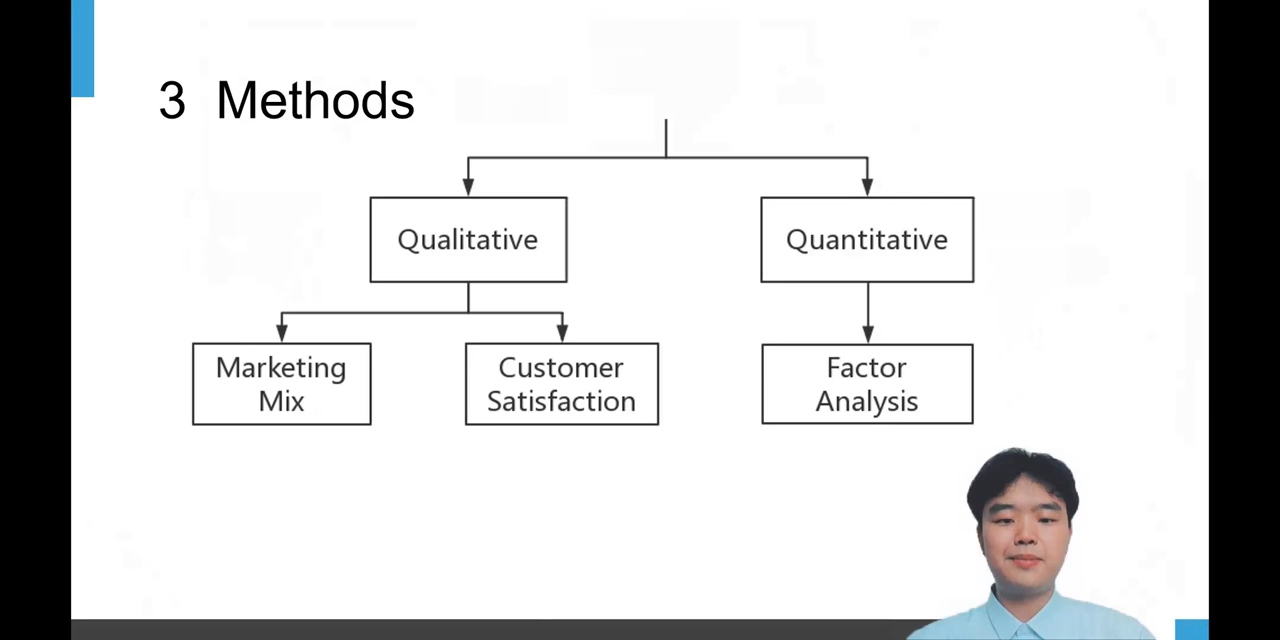 3 Methods
Qualitative
Quantitative
Marketing
Mix
Customer
Satisfaction
Factor
Analysis